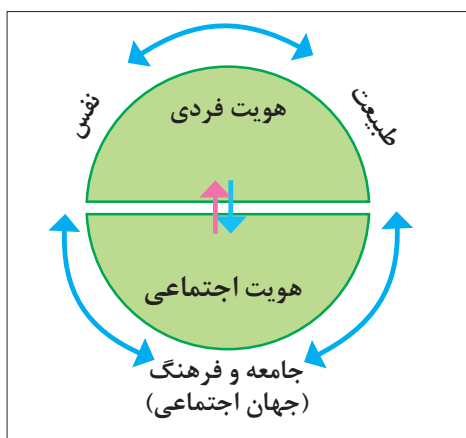 هویت فردی
طبیعت
نفس
هویت اجتماعی
جامعه و فرهنگ
(جهان اجتماعی)